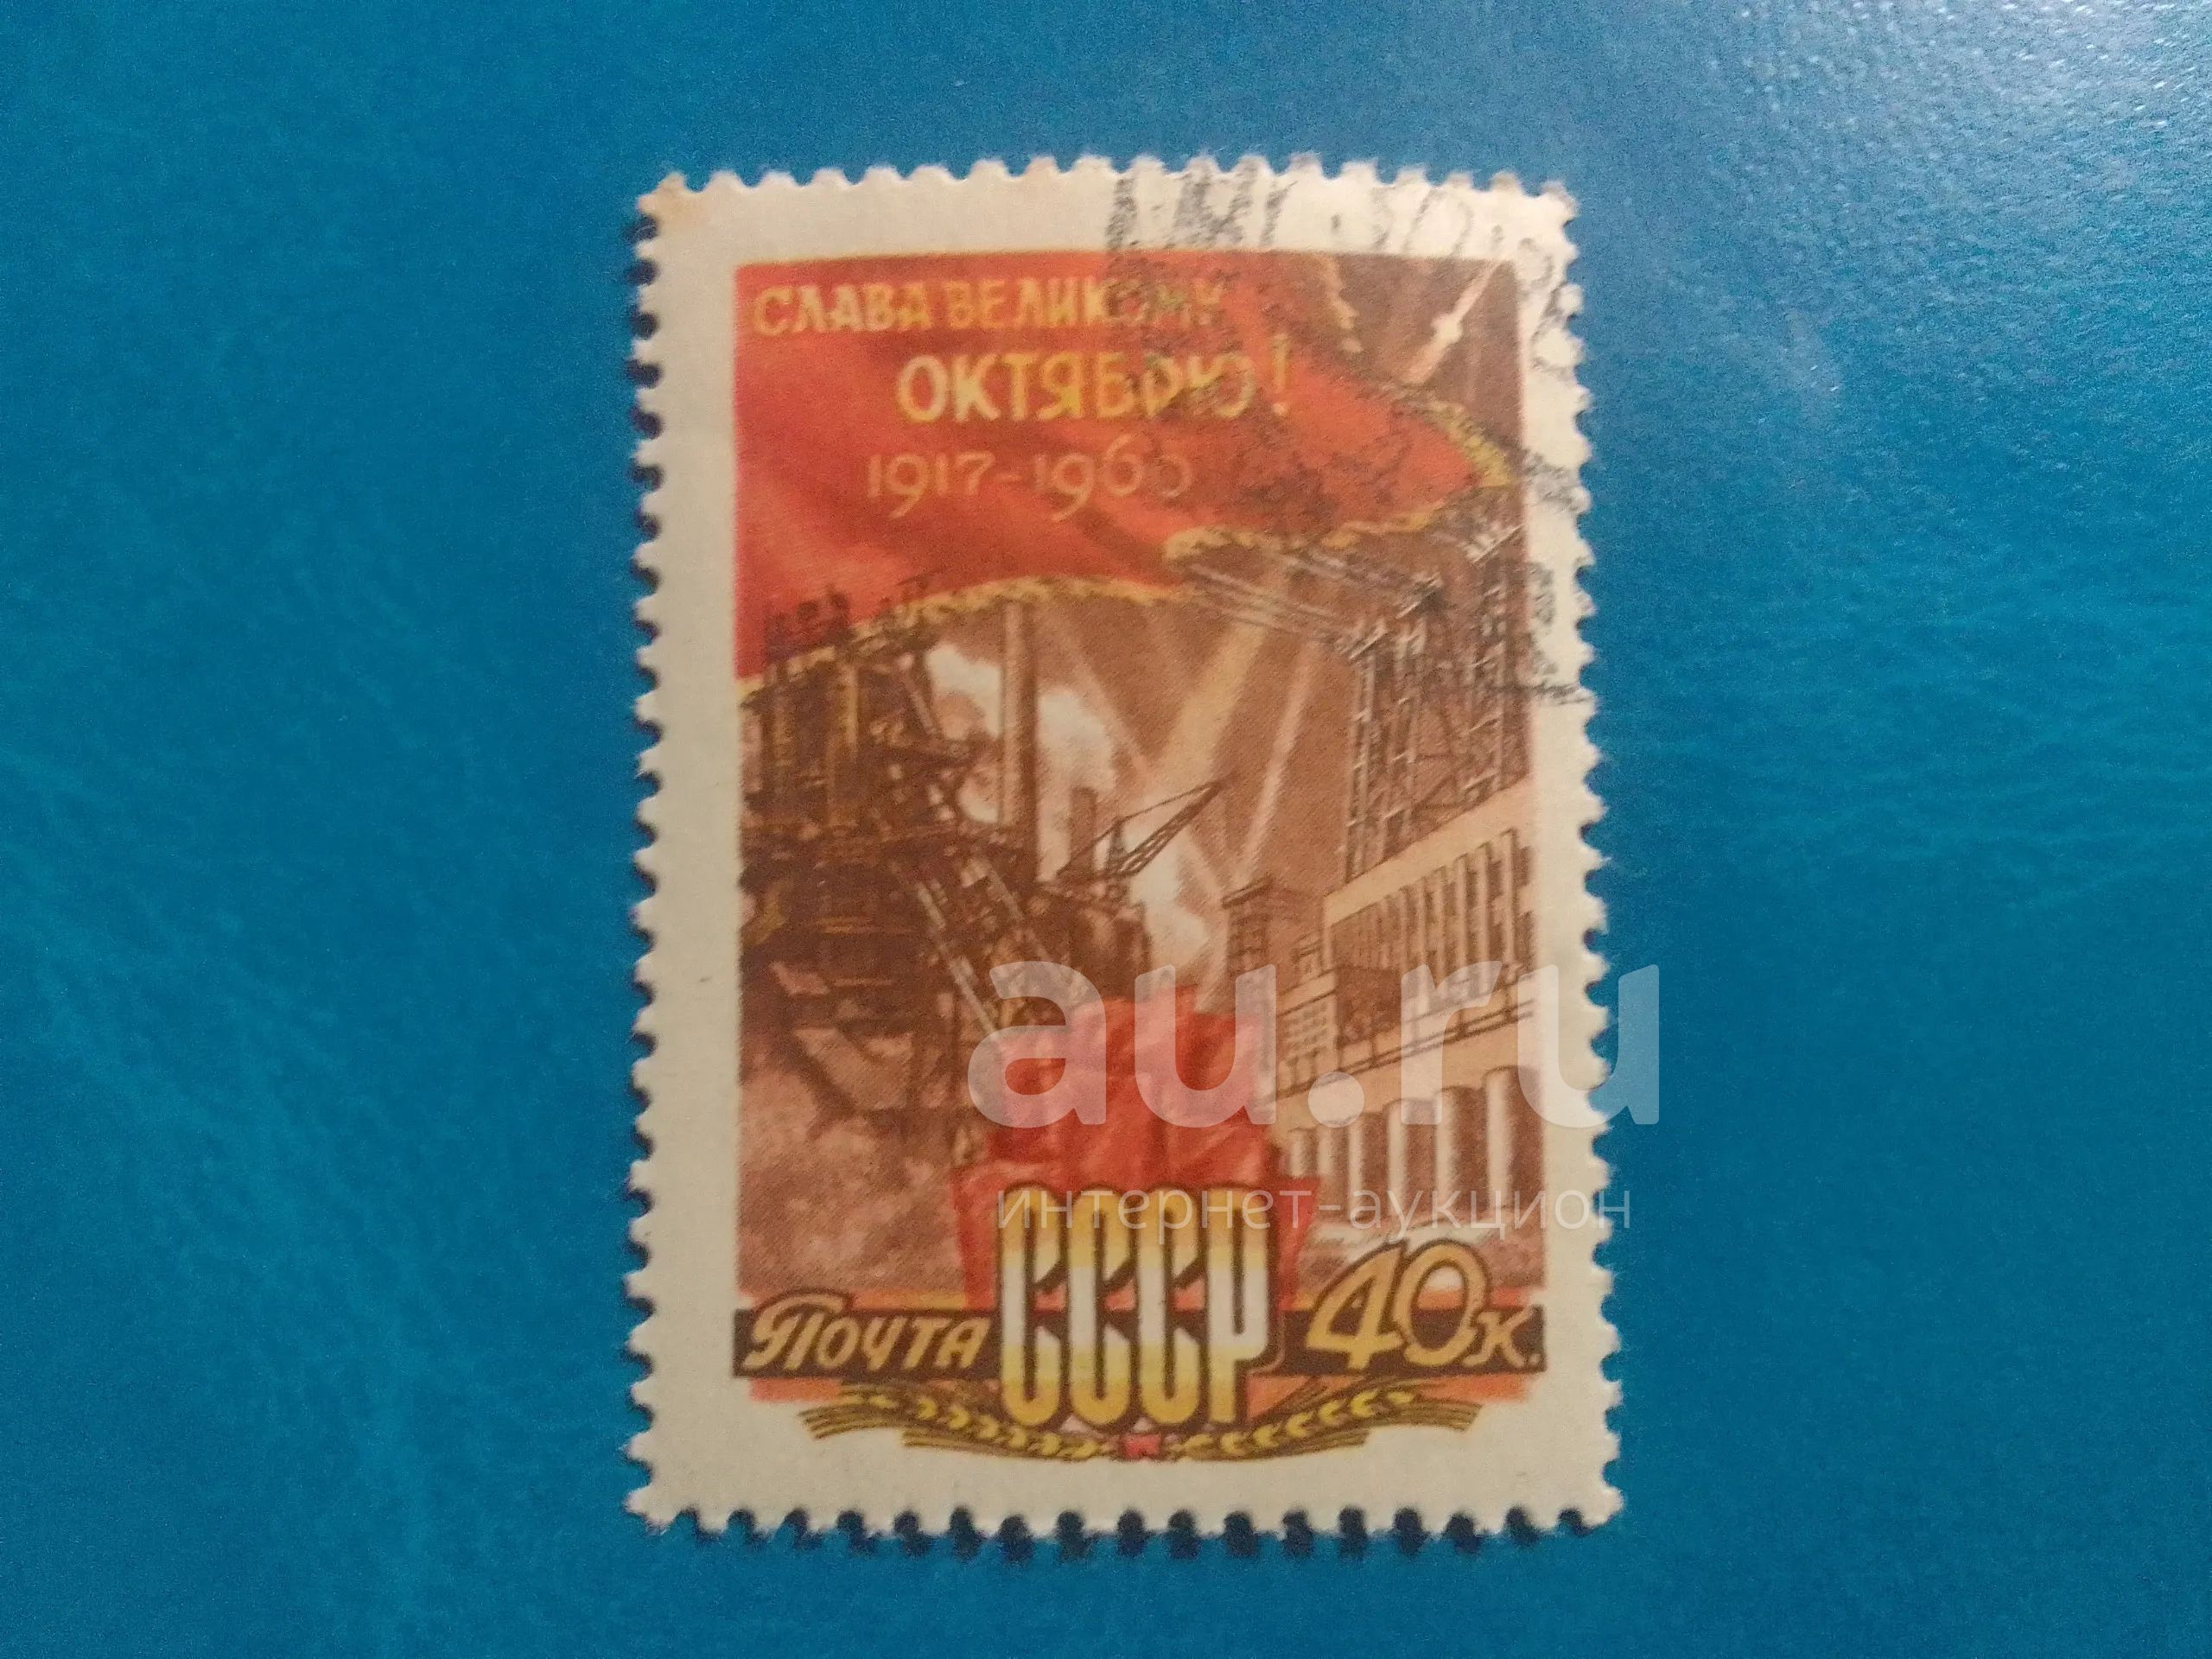 СЛАВА ВЕЛИКОМУ
ОКТЯБРЮ!
1917-1960
au.ru
интернет-аукцион
ПОЧТА СССР 40к.